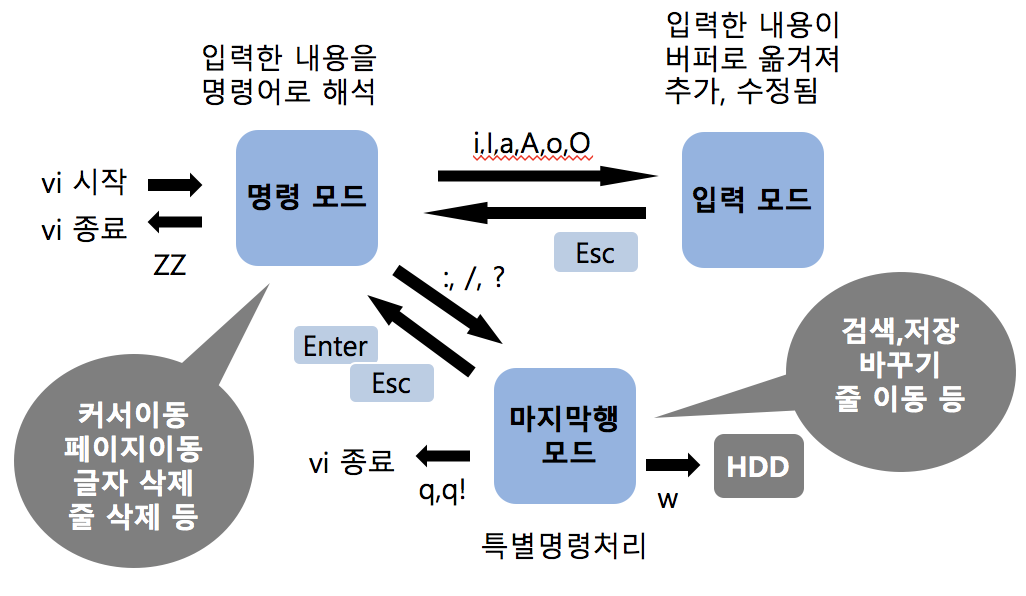 입력한 내용을
명령어로 해석
입력한 내용이
버퍼로 옮겨져
추가, 수정됨
vi 시작
vi 종료
ZZ
명령 모드
i,I,a,A,o,O
Esc
입력 모드
:, /, ?
Enter
Esc
커서이동
페이지이동
글자 삭제
줄 삭제 등
검색,저장
바꾸기
줄 이동 등
마지막행
모드
vi 종료
q,q!
w
HDD
특별명령처리